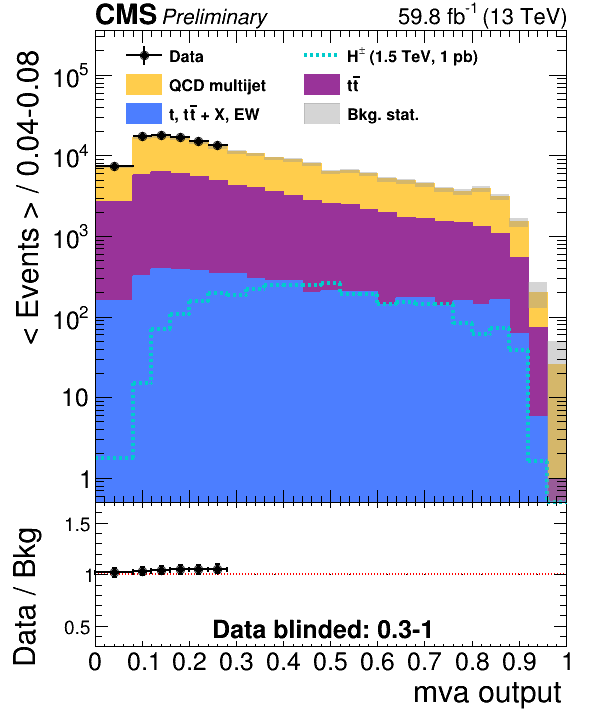 CMS Preliminary 59.8 fb⁻¹ (13 TeV)
Data H± (1.5 TeV, 1 pb)
QCD multijet tt̄
t, tt̄ + X, EW Bkg. stat.
< Events > / 0.04-0.08
10⁵
10⁴
10³
10²
10
1
Data / Bkg
1.5
1
0.5
Data blinded: 0.3-1
0 0.1 0.2 0.3 0.4 0.5 0.6 0.7 0.8 0.9 1
mva output